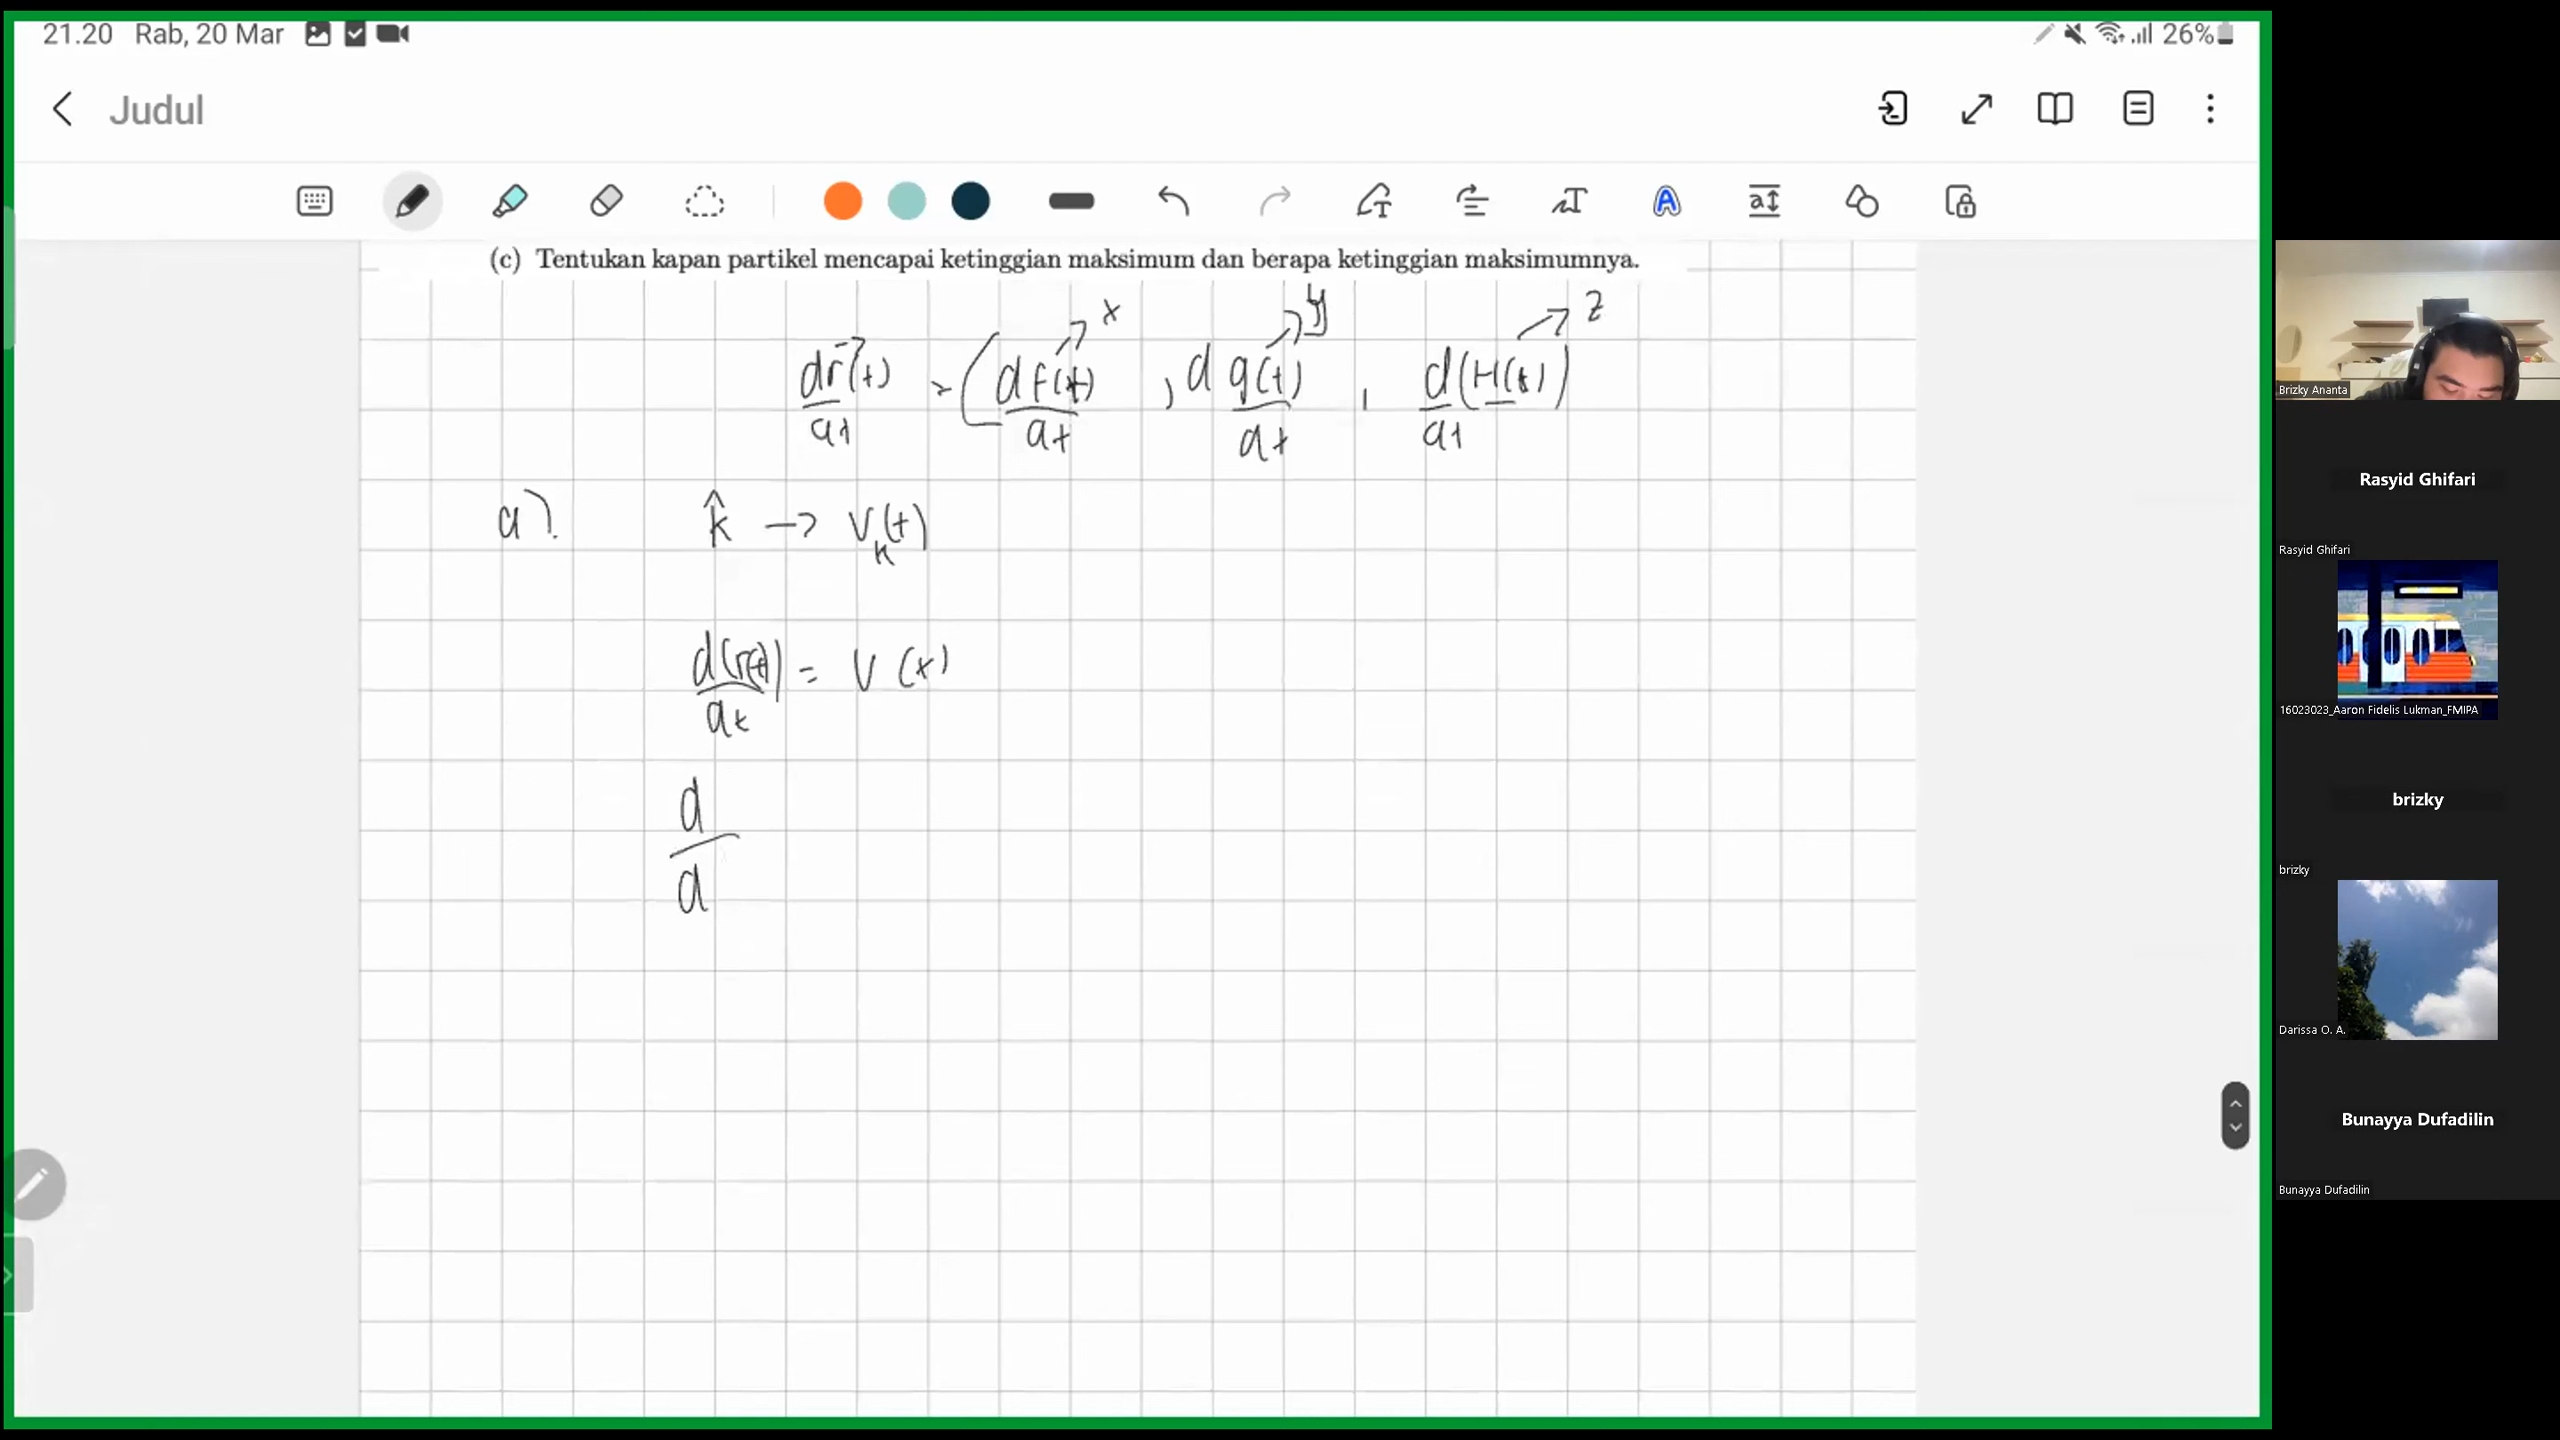 21.20 Rab, 20 Mar 26%
Judul
(c) Tentukan kapan partikel mencapai ketinggian maksimum dan berapa ketinggian maksimumnya.
x y z
dr⃗(t)/dt = (df(t)/dt , dg(t)/dt , d(H(t))/dt
a). k̂ → V_k(t)
d(r(t))/dt = V(t)
d/d
Brizky Ananta
Rasyid Ghifari
Rasyid Ghifari
16023023_Aaron Fidelis Lukman_FMIPA
brizky
brizky
Darissa O. A.
Bunayya Dufadilin
Bunayya Dufadilin